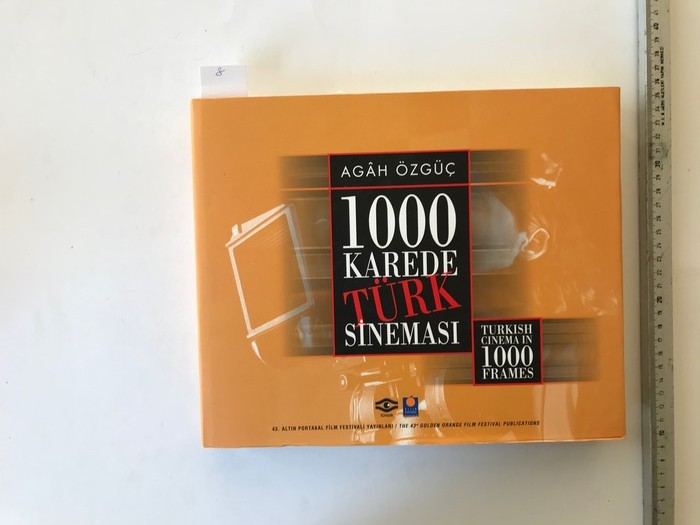 8
AGÂH ÖZGÜÇ
1000
KAREDE
TÜRK
SİNEMASI
TURKISH
CINEMA IN
1000
FRAMES
43. ALTIN PORTAKAL FİLM FESTİVALİ YAYINLARI / THE 43rd GOLDEN ORANGE FILM FESTIVAL PUBLICATIONS